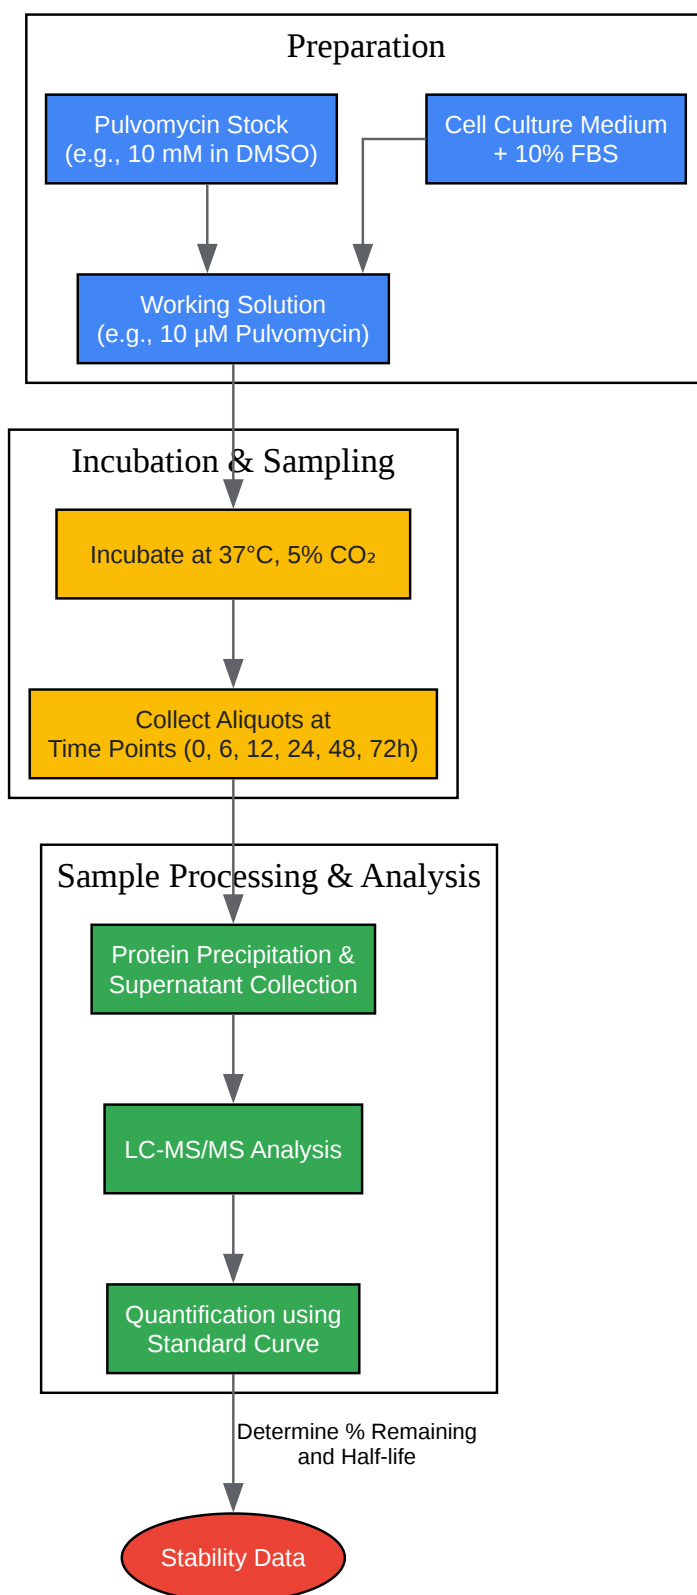 Preparation
Pulvomycin Stock
(e.g., 10 mM in DMSO)
Cell Culture Medium
+ 10% FBS
Working Solution
(e.g., 10 µM Pulvomycin)
Incubation & Sampling
Incubate at 37°C, 5% CO₂
Collect Aliquots at
Time Points (0, 6, 12, 24, 48, 72h)
Sample Processing & Analysis
Protein Precipitation &
Supernatant Collection
LC-MS/MS Analysis
Quantification using
Standard Curve
Determine % Remaining
and Half-life
Stability Data